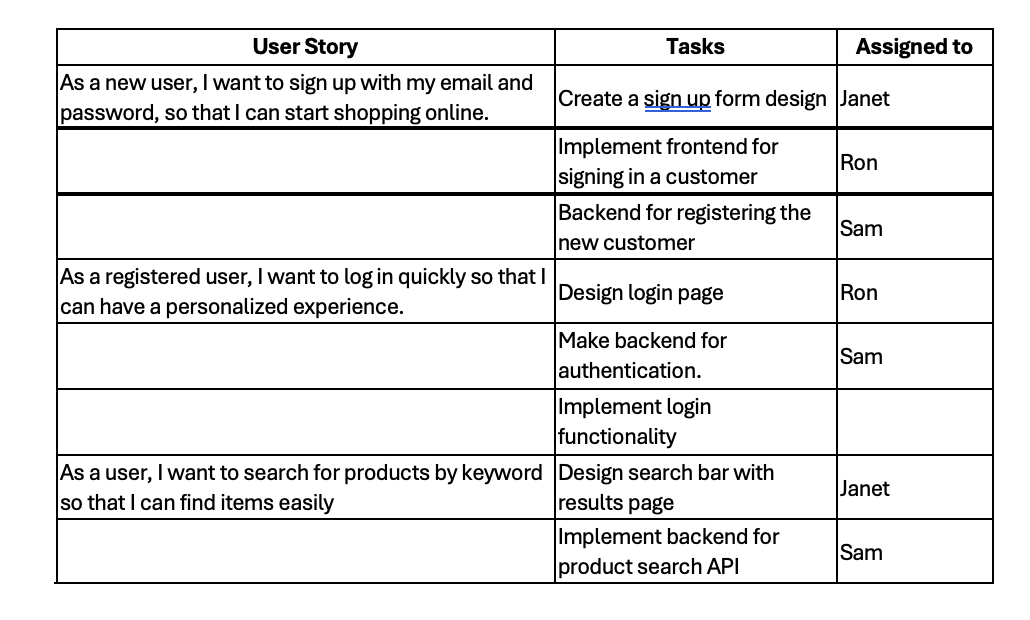 User Story Tasks Assigned to
As a new user, I want to sign up with my email and
password, so that I can start shopping online.
Create a sign up form design
Janet
Implement frontend for
signing in a customer
Ron
Backend for registering the
new customer
Sam
As a registered user, I want to log in quickly so that I
can have a personalized experience.
Design login page
Ron
Make backend for
authentication.
Sam
Implement login
functionality
As a user, I want to search for products by keyword
so that I can find items easily
Design search bar with
results page
Janet
Implement backend for
product search API
Sam